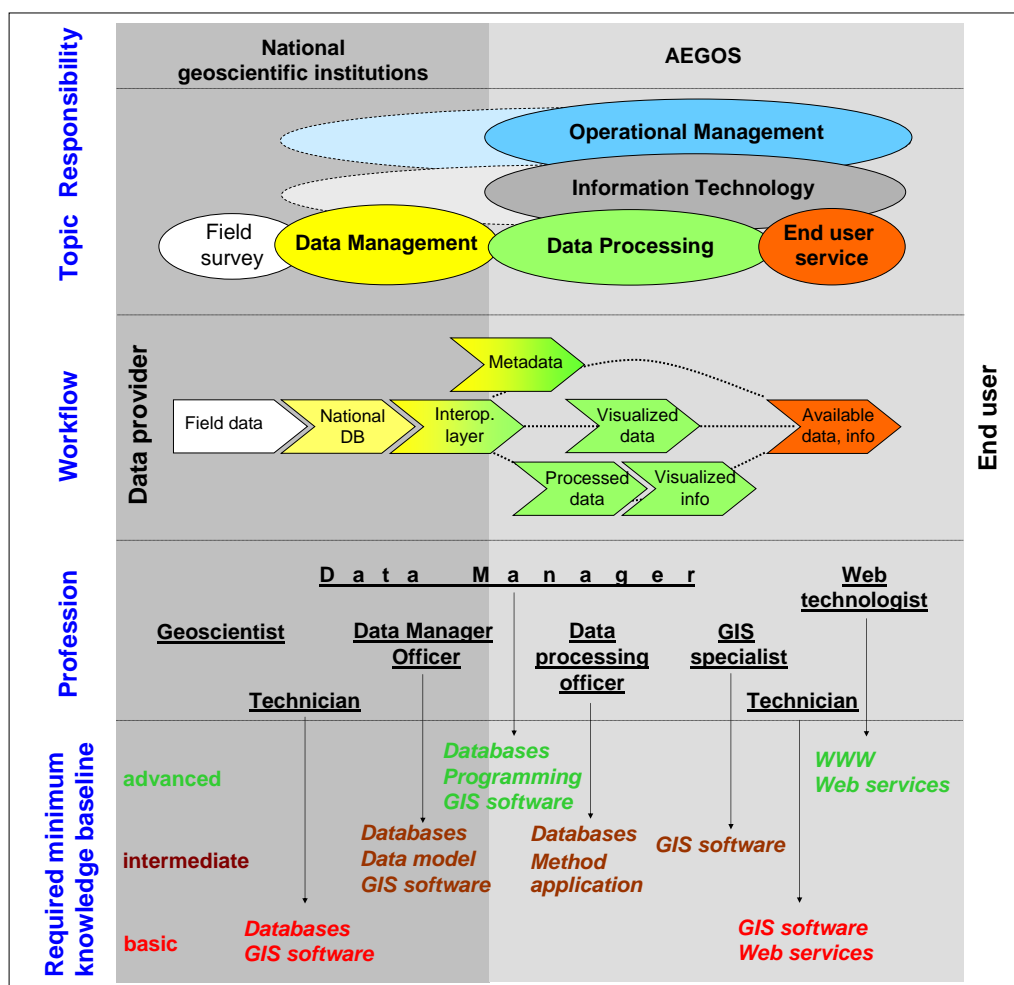 Responsibility
National
geoscientific institutions
AEGOS
Topic
Operational Management
Information Technology
Field
survey
Data Management
Data Processing
End user
service
Workflow
Data provider
Metadata
Field data
National
DB
Interop.
layer
Visualized
data
Available
data, info
Processed
data
Visualized
info
End user
Profession
Data Manager
Web
technologist
Geoscientist
Data Manager
Officer
Data
processing
officer
GIS
specialist
Technician
Technician
Required minimum
knowledge baseline
advanced
Databases
Programming
GIS software
WWW
Web services
intermediate
Databases
Data model
GIS software
Databases
Method
application
GIS software
basic
Databases
GIS software
GIS software
Web services